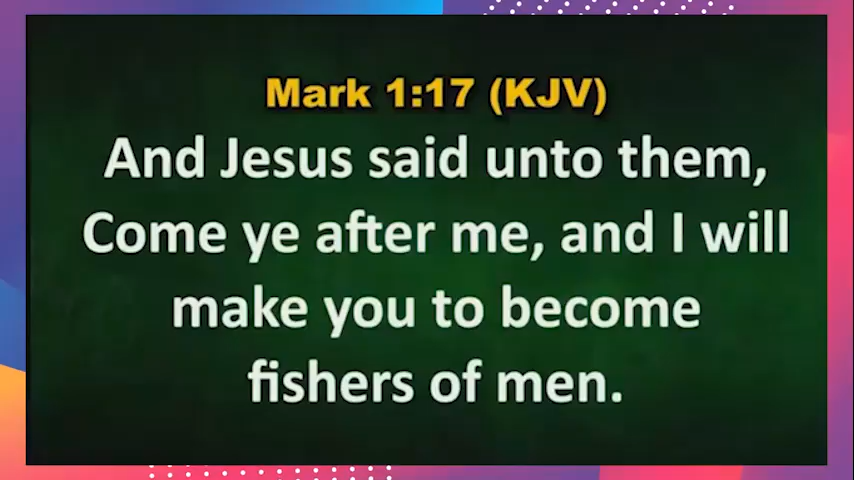 Mark 1:17 (KJV)
And Jesus said unto them,
Come ye after me, and I will
make you to become
fishers of men.